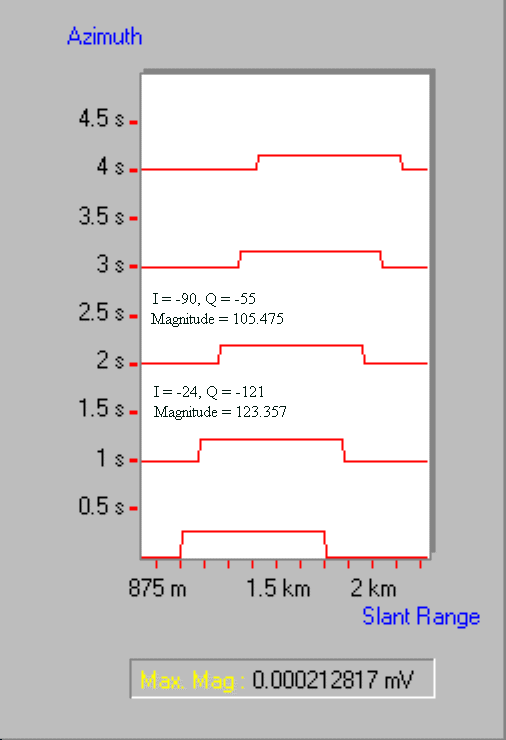 Azimuth
4.5 s
4 s
3.5 s
3 s
I = -90, Q = -55
2.5 s
Magnitude = 105.475
2 s
I = -24, Q = -121
1.5 s
Magnitude = 123.357
1 s
0.5 s
875 m 1.5 km 2 km
Slant Range
Max. Mag : 0.000212817 mV